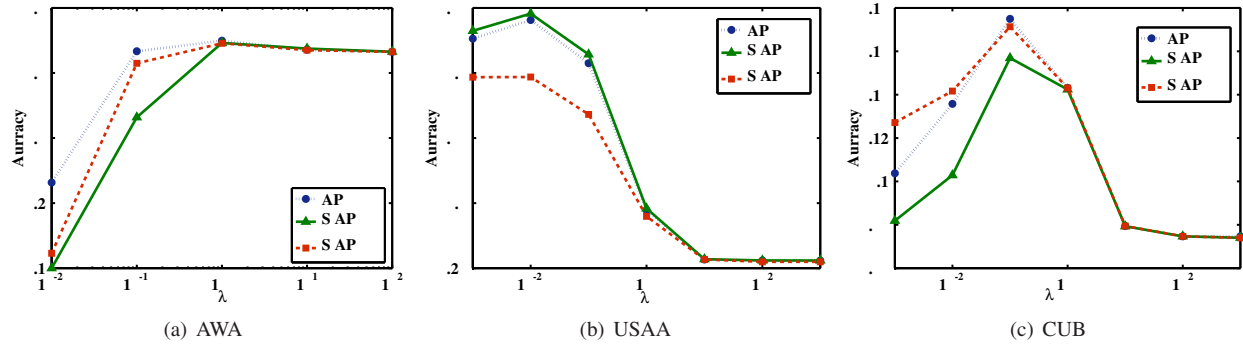 Aurracy
.
.
.
.2
.1
1 -2
1 -1
1
1 1
1 2
λ
AP
S AP
S AP
(a) AWA
Aurracy
.
.
.
.
.2
1 -2
1
1 2
λ
AP
S AP
S AP
(b) USAA
Aurracy
.1
.1
.1
.12
.1
.
.
1 -2
1
1 2
λ
AP
S AP
S AP
(c) CUB